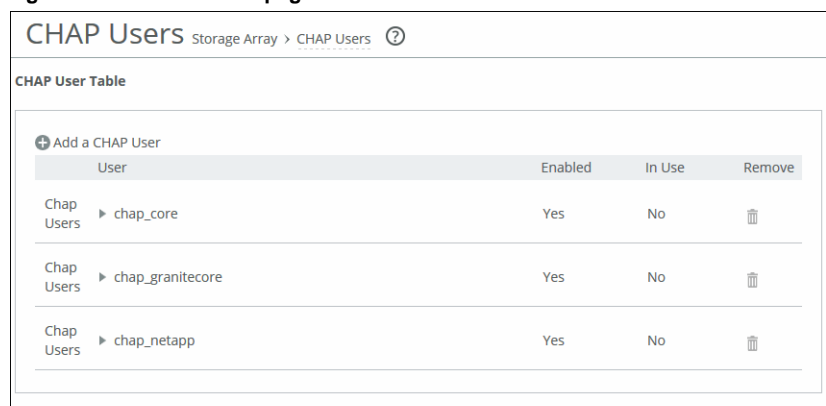 CHAP Users Storage Array > CHAP Users ?
CHAP User Table
Add a CHAP User
User Enabled In Use Remove
Chap Users chap_core Yes No
Chap Users chap_granitecore Yes No
Chap Users chap_netapp Yes No